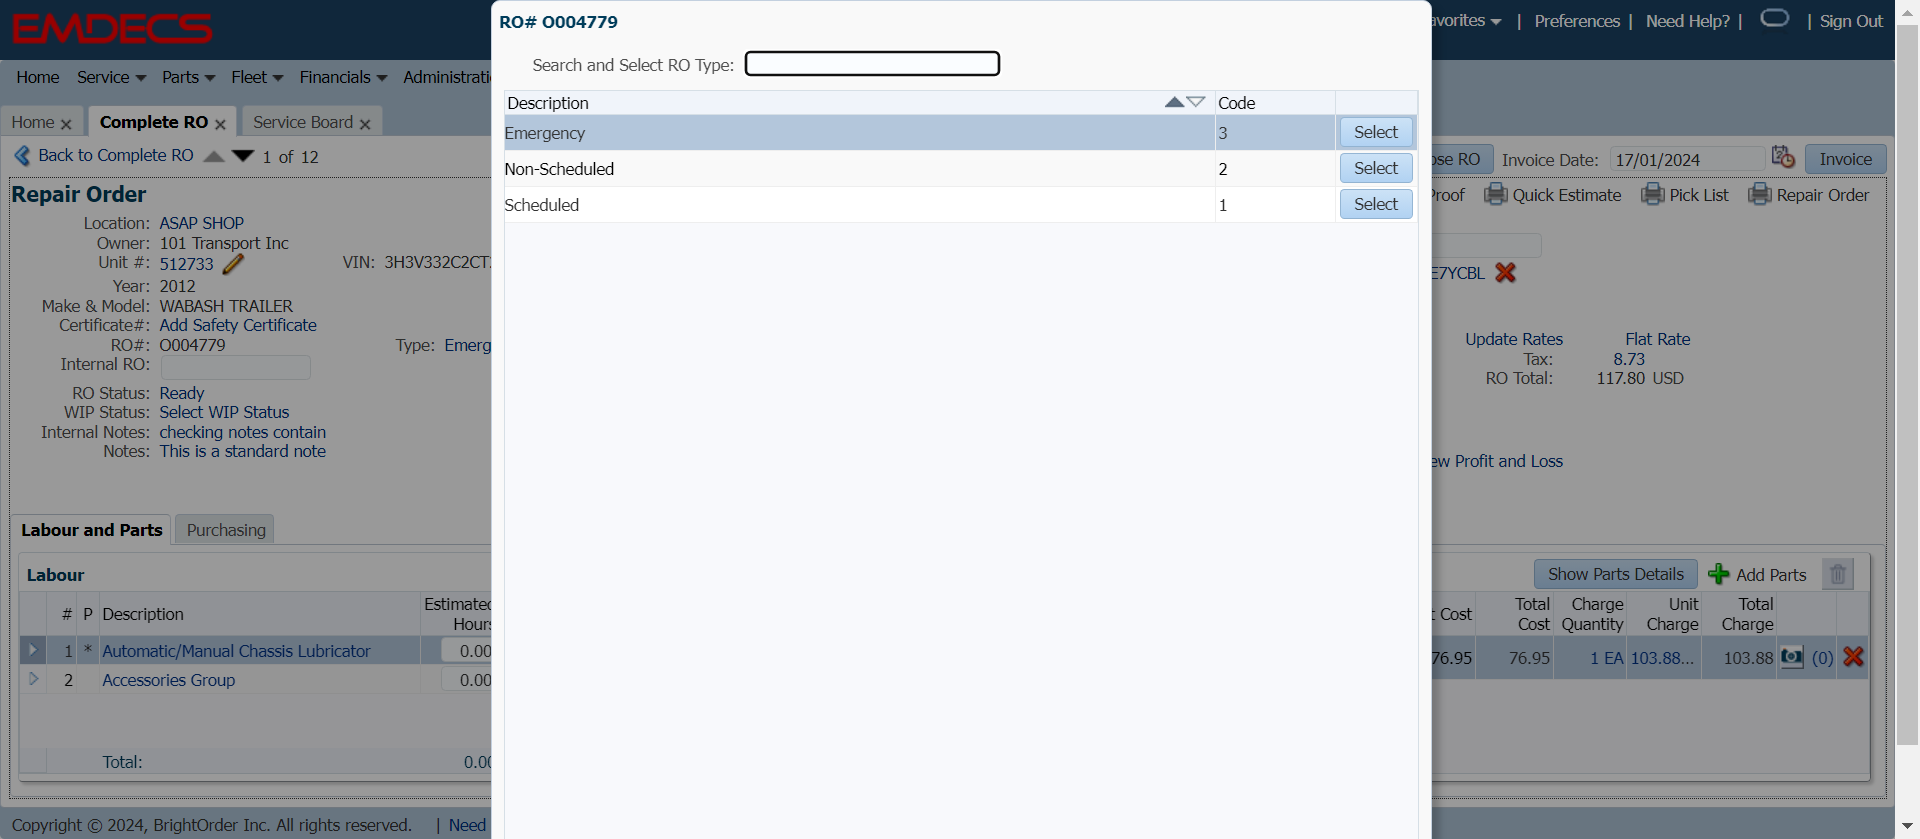 EMDECS
avorites | Preferences | Need Help? | | Sign Out
Home Service Parts Fleet Financials Administrati
Home Complete RO Service Board
Back to Complete RO 1 of 12
RO# O004779
Search and Select RO Type:
Description Code
Emergency 3 Select
Non-Scheduled 2 Select
Scheduled 1 Select
ose RO Invoice Date: 17/01/2024 Invoice
Proof Quick Estimate Pick List Repair Order
Repair Order
Location: ASAP SHOP
Owner: 101 Transport Inc
Unit #: 512733 VIN: 3H3V332C2CT
E7YCBL
Year: 2012
Make & Model: WABASH TRAILER
Certificate#: Add Safety Certificate
RO#: O004779 Type: Emerg
Internal RO:
RO Status: Ready
WIP Status: Select WIP Status
Internal Notes: checking notes contain
Notes: This is a standard note
Update Rates Flat Rate
Tax: 8.73
RO Total: 117.80 USD
ew Profit and Loss
Labour and Parts Purchasing
Labour
# P Description Estimated
Hours
1 * Automatic/Manual Chassis Lubricator 0.00
2 Accessories Group 0.00
Total: 0.00
Show Parts Details Add Parts
t Cost Total Cost Charge Quantity Unit Charge Total Charge
76.95 76.95 1 EA 103.88... 103.88 (0)
Copyright © 2024, BrightOrder Inc. All rights reserved. | Need